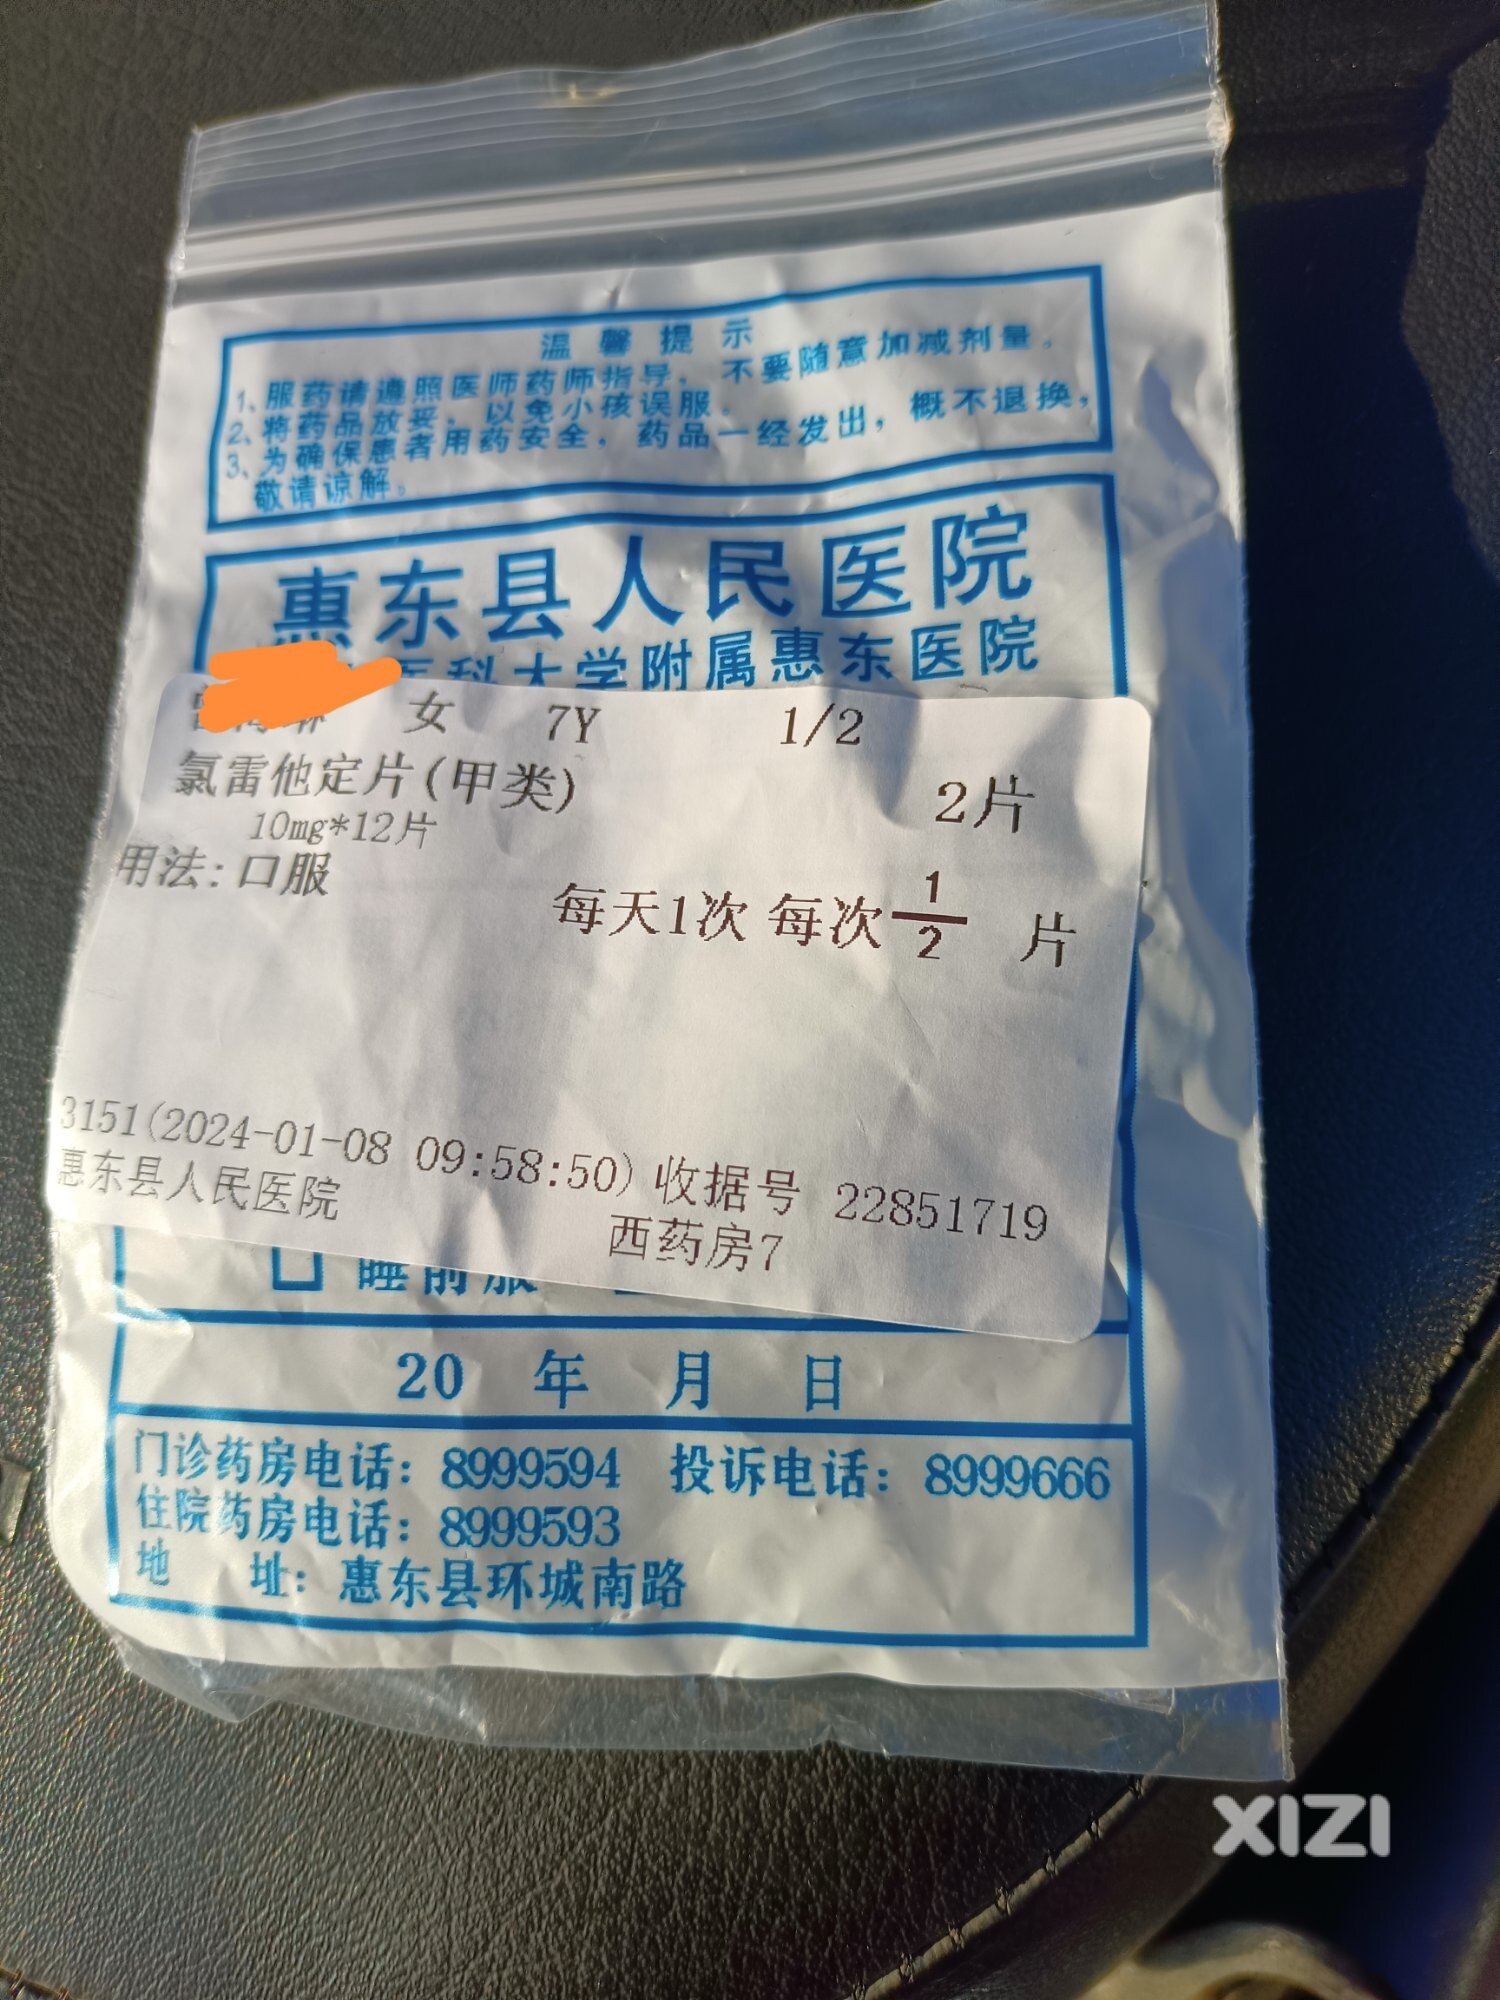 温馨提示
1、服药请遵照医师药师指导，不要随意加减剂量。
2、将药品放妥，以免小孩误服。
3、为确保患者用药安全，药品一经发出，概不退换，
敬请谅解。
惠东县人民医院
医科大学附属惠东医院
女 7Y 1/2
氯雷他定片(甲类) 2片
10mg*12片
用法:口服
每天1次 每次1/2 片
3151(2024-01-08 09:58:50) 收据号 22851719
惠东县人民医院 西药房7
睡前服
20 年 月 日
门诊药房电话：8999594 投诉电话：8999666
住院药房电话：8999593
地 址：惠东县环城南路
XIZI